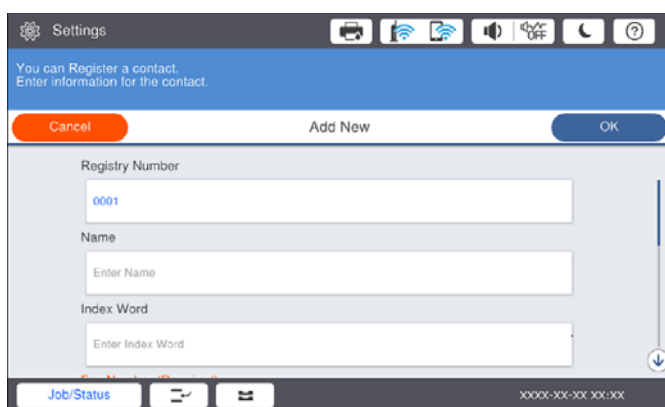 Settings
OFF
?
You can Register a contact.
Enter information for the contact.
Cancel
Add New
OK
Registry Number
0001
Name
Enter Name
Index Word
Enter Index Word
Job/Status
XXXX-XX-XX XX:XX